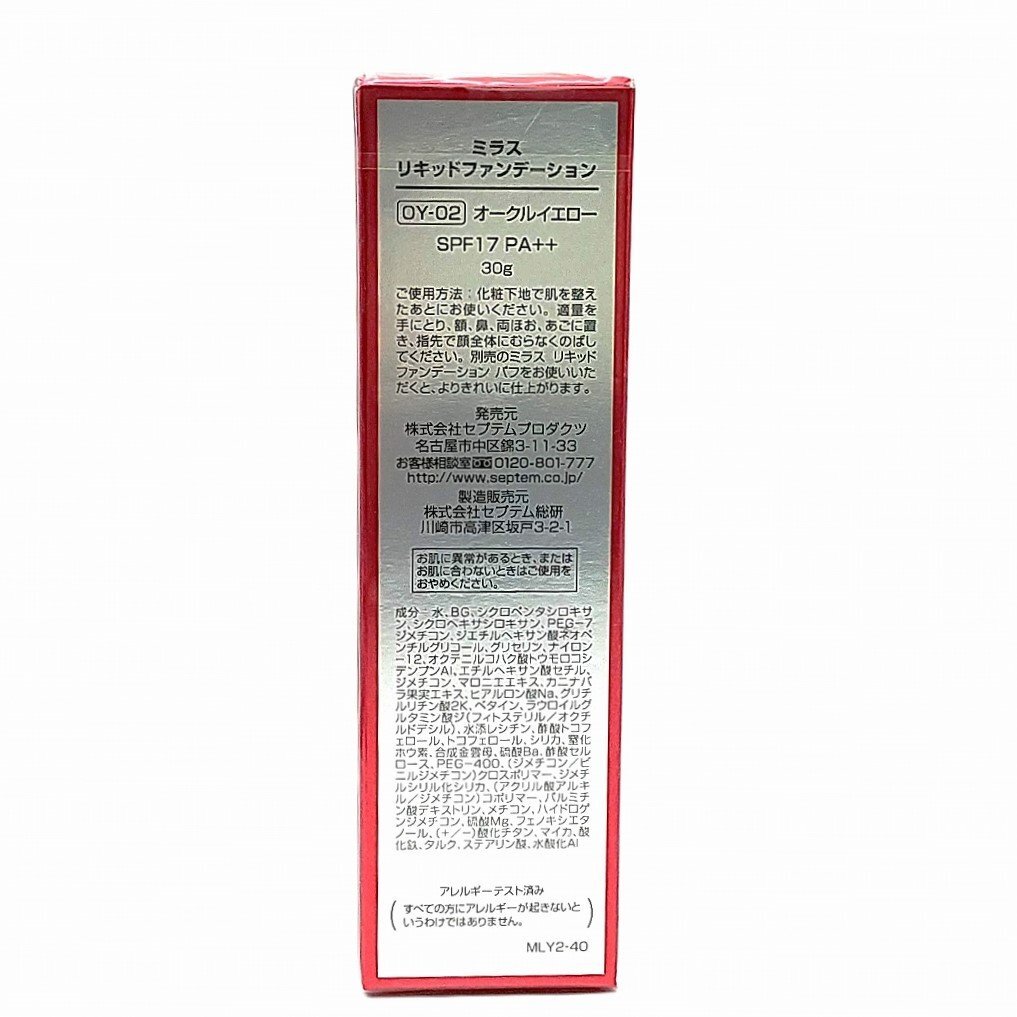 ミラス
リキッドファンデーション
OY-02 オークルイエロー
SPF17 PA++
30g
ご使用方法：化粧下地で肌を整え
たあとにお使いください。適量を
手にとり、額、鼻、両ほお、あごに置
き、指先で顔全体にむらなくのばし
てください。別売のミラス リキッド
ファンデーション パフをお使いいた
だくと、よりきれいに仕上がります。
発売元
株式会社セプテムプロダクツ
名古屋市中区錦3-11-33
お客様相談室 0120-801-777
http://www.septem.co.jp/
製造販売元
株式会社セプテム総研
川崎市高津区坂戸3-2-1
お肌に異常があるとき、または
お肌に合わないときはご使用を
おやめください。
成分…水、BG、シクロペンタシロキサ
ン、シクロヘキサシロキサン、PEG-7
ジメチコン、ジエチルヘキサン酸ネオペ
ンチルグリコール、グリセリン、ナイロン
-12、オクテニルコハク酸トウモロコシ
デンプンAl、エチルヘキサン酸セチル、
ジメチコン、マロニエエキス、カニナバ
ラ果実エキス、ヒアルロン酸Na、グリチ
ルリチン酸2K、ベタイン、ラウロイルグ
ルタミン酸ジ(フィトステリル/オクチ
ルドデシル)、水添レシチン、酢酸トコフ
ェロール、トコフェロール、シリカ、窒化
ホウ素、合成金雲母、硫酸Ba、酢酸セル
ロース、PEG-400、(ジメチコン/ビ
ニルジメチコン)クロスポリマー、ジメチ
ルシリル化シリカ、(アクリル酸アルキ
ル/ジメチコン)コポリマー、パルミチ
ン酸デキストリン、メチコン、ハイドロゲ
ンジメチコン、硫酸Mg、フェノキシエタ
ノール、(+/-)酸化チタン、マイカ、酸
化鉄、タルク、ステアリン酸、水酸化Al
アレルギーテスト済み
(すべての方にアレルギーが起きないと
いうわけではありません。)
MLY2-40